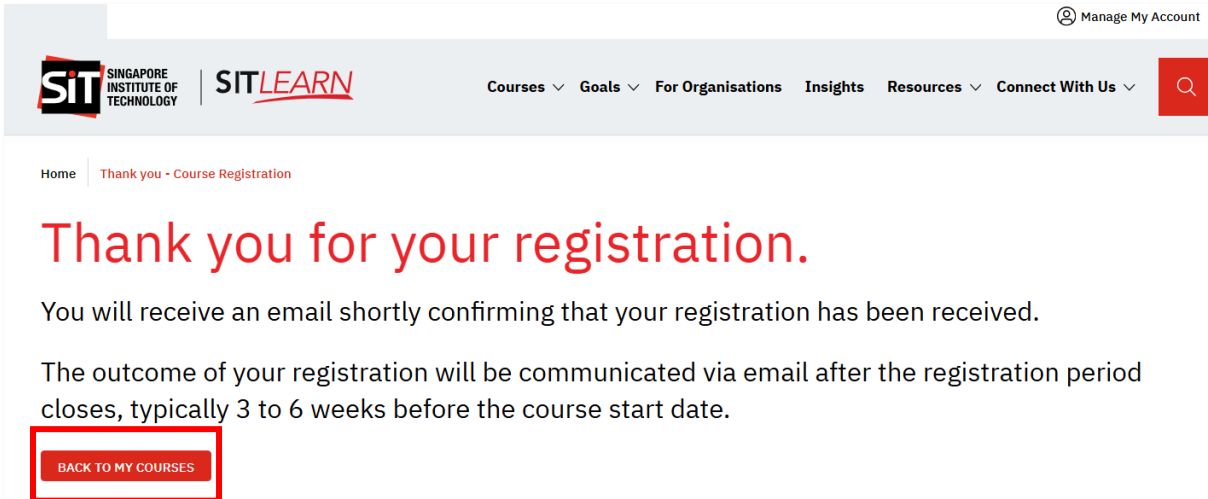 Manage My Account
SiT
SINGAPORE
INSTITUTE OF
TECHNOLOGY
SITLEARN
Courses Goals For Organisations Insights Resources Connect With Us
Home Thank you - Course Registration
Thank you for your registration.
You will receive an email shortly confirming that your registration has been received.
The outcome of your registration will be communicated via email after the registration period
closes, typically 3 to 6 weeks before the course start date.
BACK TO MY COURSES